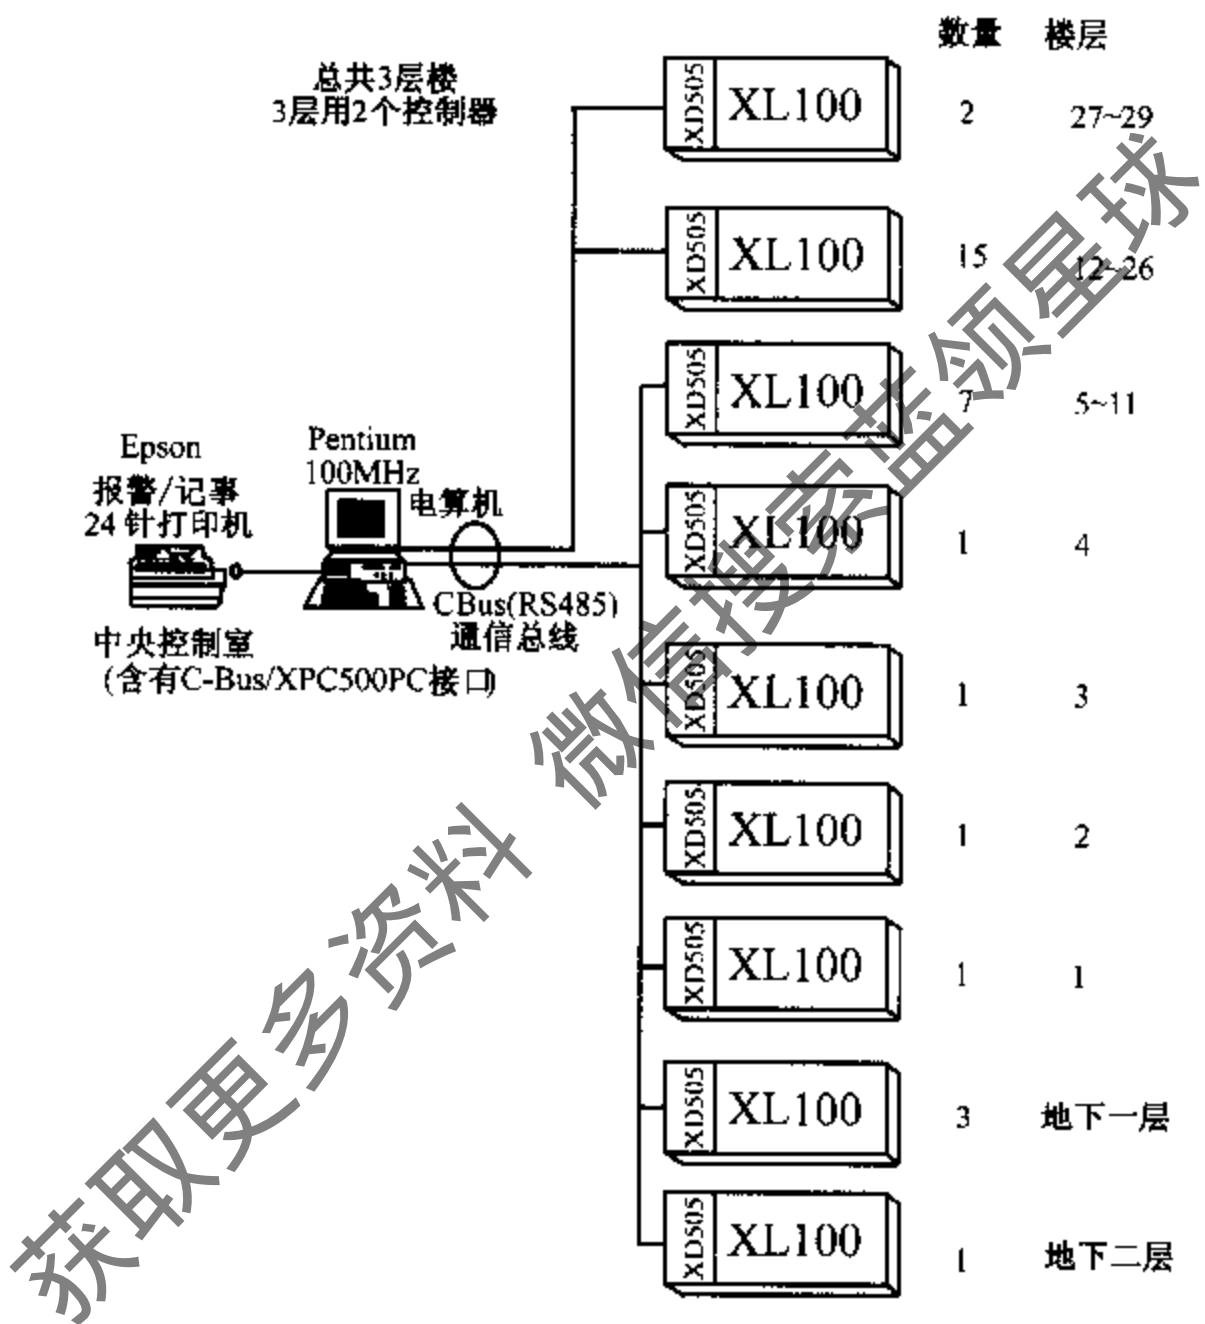 数量 楼层
总共3层楼
3层用2个控制器
XD505 XL100 2 27~29
XD505 XL100 15 12~26
XD505 XL100 7 5~11
Epson
报警/记事
24针打印机
Pentium
100MHz
电算机
XD505 XL100 1 4
CBus(RS485)
通信总线
中央控制室
(含有C-Bus/XPC500PC接口)
XD505 XL100 1 3
XD505 XL100 1 2
XD505 XL100 1 1
XD505 XL100 3 地下一层
XD505 XL100 1 地下二层
获取更多资料 微信搜索蓝领星球